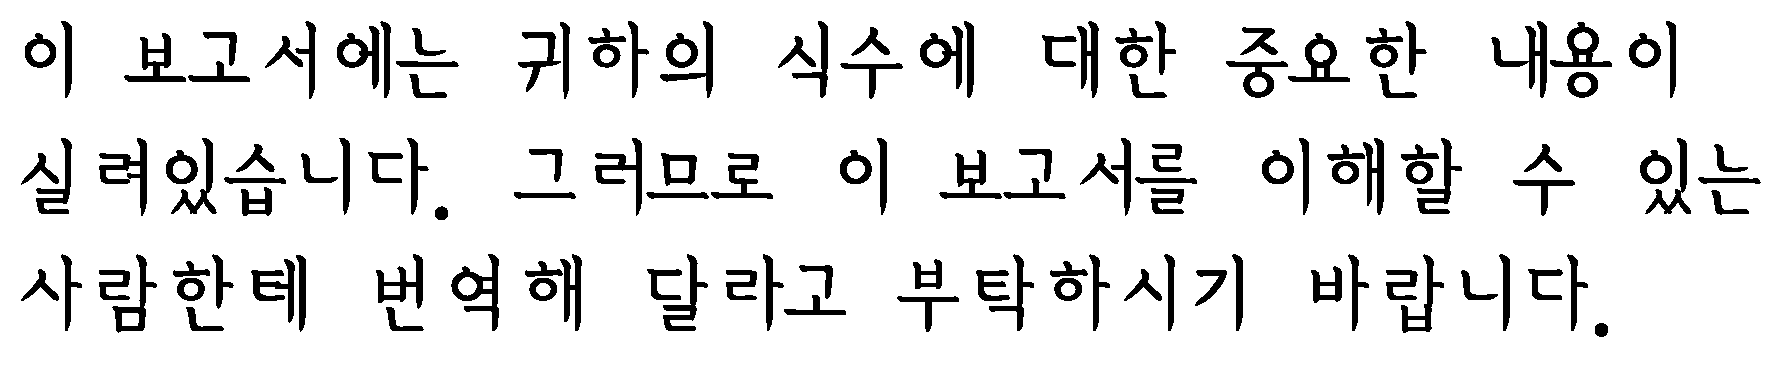 이 보고서에는 귀하의 식수에 대한 중요한 내용이
실려있습니다. 그러므로 이 보고서를 이해할 수 있는
사람한테 번역해 달라고 부탁하시기 바랍니다.